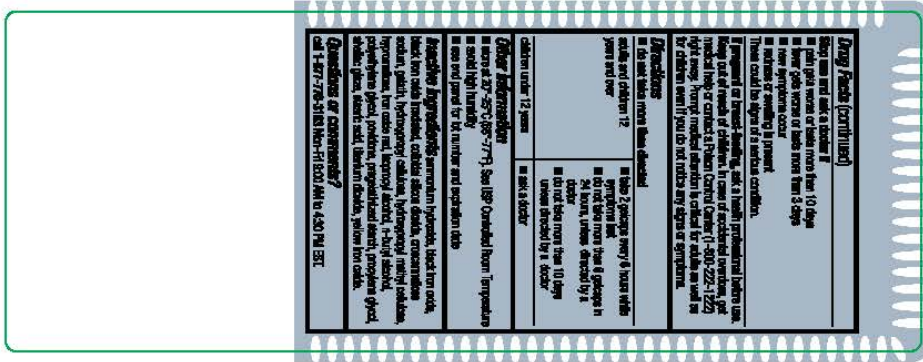 Drug Facts (continued)
Stop use and ask a doctor if
■ pain gets worse or lasts more than 10 days
■ fever gets worse or lasts more than 3 days
■ new symptoms occur
■ redness or swelling is present
These could be signs of a serious condition.
If pregnant or breast-feeding, ask a health professional before use.
Keep out of reach of children. In case of accidental overdose, get
medical help or contact a Poison Control Center (1-800-222-1222)
right away. Prompt medical attention is critical for adults as well as
for children even if you do not notice any signs or symptoms.
Directions
■ do not take more than directed
adults and children 12
years and over
■ take 2 gelcaps every 6 hours while
symptoms last
■ do not take more than 6 gelcaps in
24 hours, unless directed by a
doctor
■ do not take more than 10 days
unless directed by a doctor
children under 12 years
■ ask a doctor
Other information
■ store at 20°-25°C (68°-77°F). See USP Controlled Room Temperature
■ avoid high humidity
■ see end panel for lot number and expiration date
Inactive ingredients ammonium hydroxide, black iron oxide,
black iron oxide, colloidal silicon dioxide, croscarmellose
sodium, gelatin, hydroxypropyl cellulose, hydroxypropyl methyl cellulose,
hypromellose, iron oxide red, isopropyl alcohol, n-butyl alcohol,
polyethylene glycol, povidone, pregelatinized starch, propylene glycol,
shellac glaze, stearic acid, titanium dioxide, yellow iron oxide.
Questions or comments?
call 1-877-775-5183 Mon-Fri 9:00 AM to 4:30 PM EST.